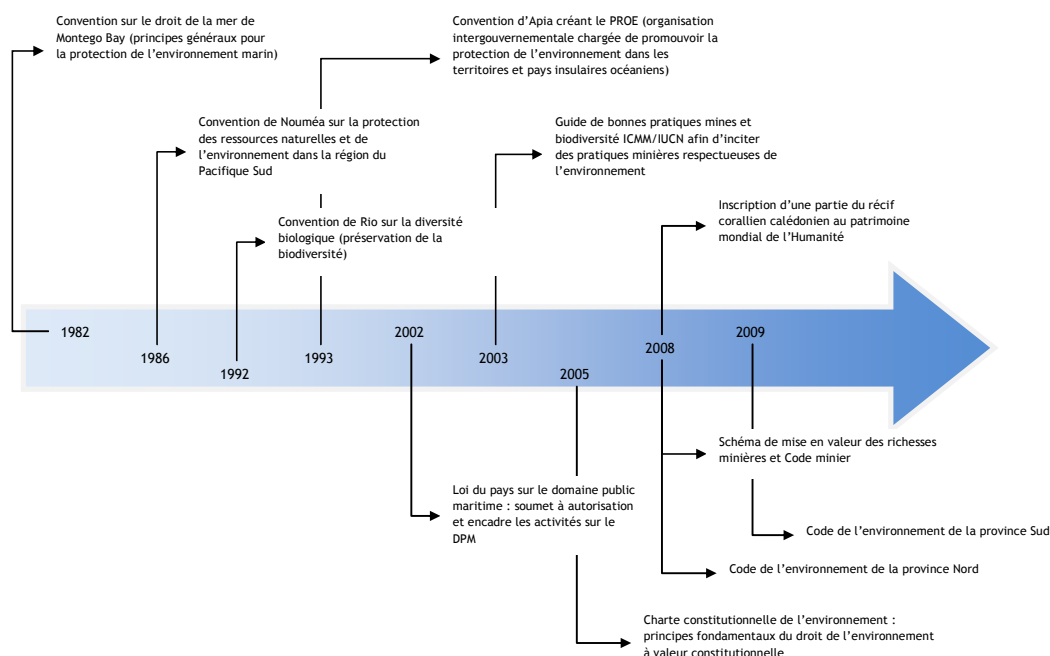 Convention sur le droit de la mer de
Montego Bay (principes généraux pour
la protection de l'environnement marin)
Convention d'Apia créant le PROE (organisation
intergouvernementale chargée de promouvoir la
protection de l'environnement dans les
territoires et pays insulaires océaniens)
Convention de Nouméa sur la protection
des ressources naturelles et de
l'environnement dans la région du
Pacifique Sud
Guide de bonnes pratiques mines et
biodiversité ICMM/IUCN afin d'inciter
des pratiques minières respectueuses de
l'environnement
Convention de Rio sur la diversité
biologique (préservation de la
biodiversité)
Inscription d'une partie du récif
corallien calédonien au patrimoine
mondial de l'Humanité
1982
1986
1992
1993
2002
2003
2005
2008
2009
Schéma de mise en valeur des richesses
minières et Code minier
Loi du pays sur le domaine public
maritime : soumet à autorisation
et encadre les activités sur le
DPM
Code de l'environnement de la province Sud
Code de l'environnement de la province Nord
Charte constitutionnelle de l'environnement :
principes fondamentaux du droit de l'environnement
à valeur constitutionnelle